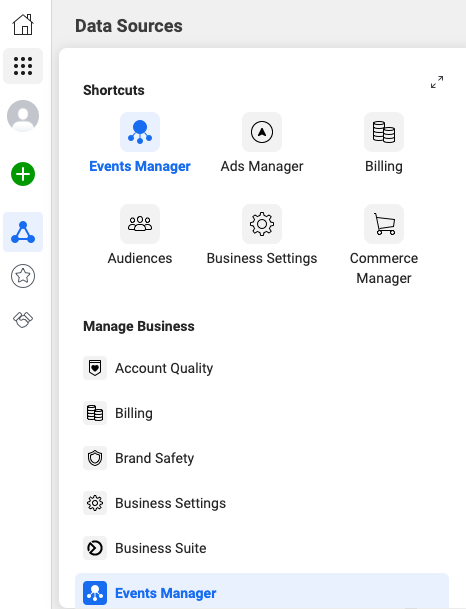 Data Sources
Shortcuts
Events Manager
Ads Manager
Billing
Audiences
Business Settings
Commerce
Manager
Manage Business
Account Quality
Billing
Brand Safety
Business Settings
Business Suite
Events Manager